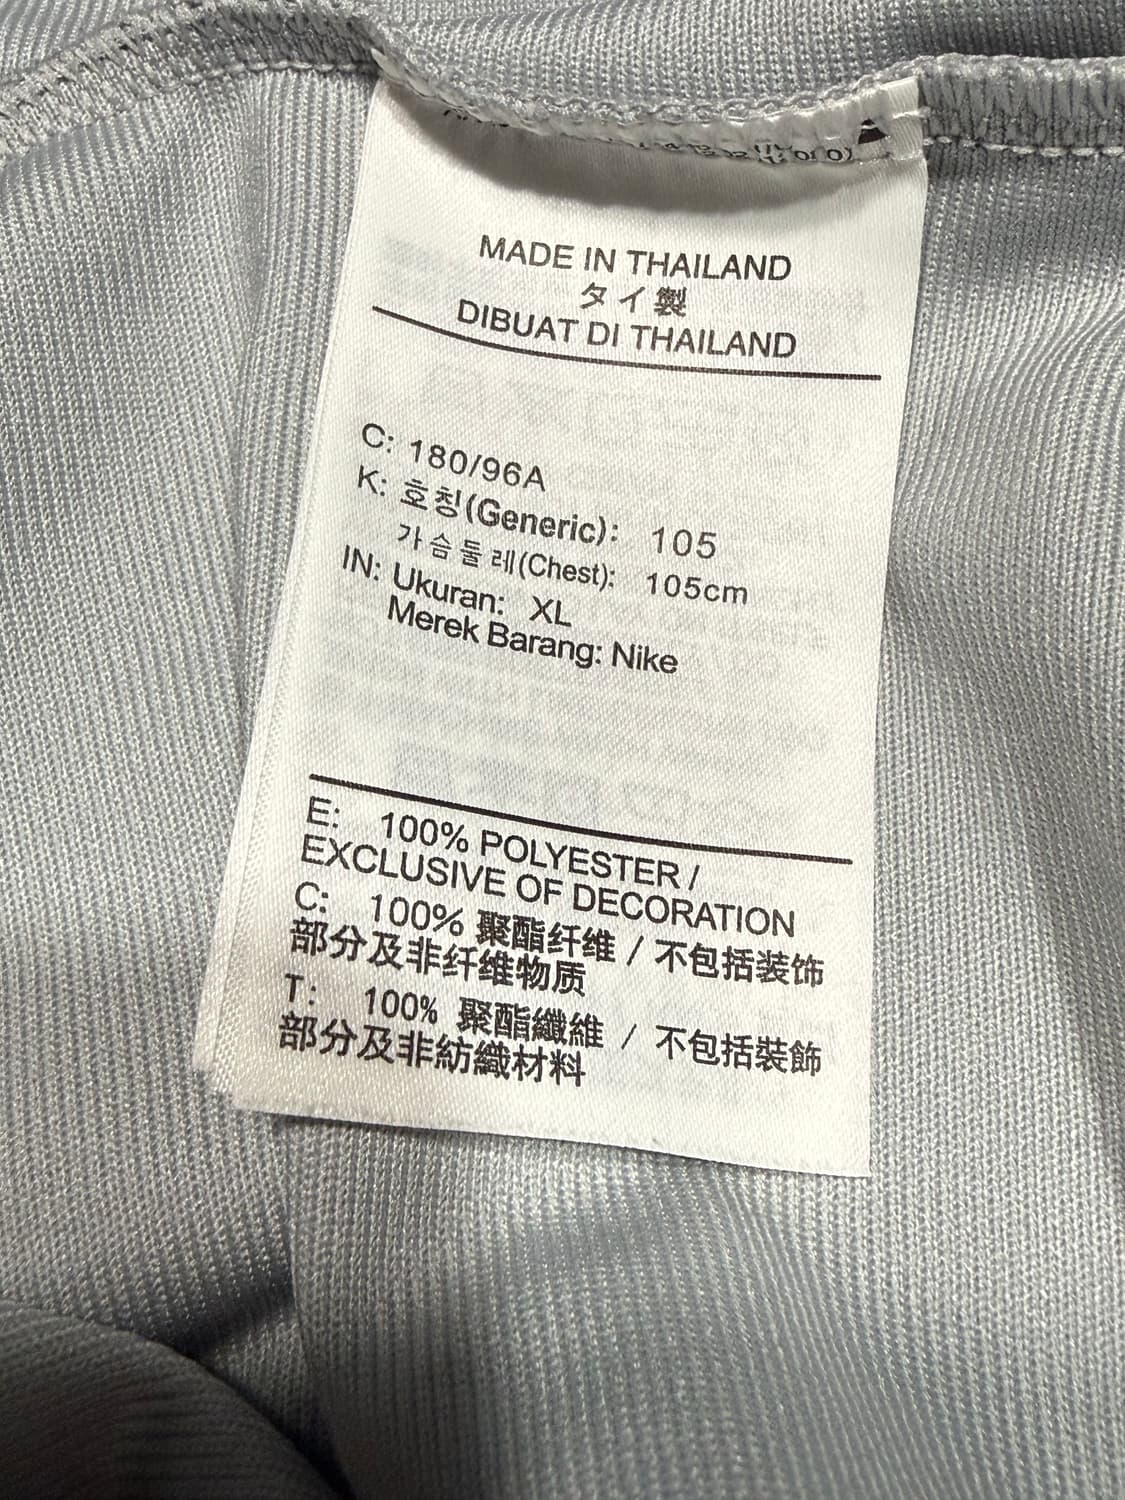 MADE IN THAILAND
タイ製
DIBUAT DI THAILAND
C: 180/96A
K: 호칭(Generic): 105
가슴둘레(Chest): 105cm
IN: Ukuran: XL
Merek Barang: Nike
E: 100% POLYESTER /
EXCLUSIVE OF DECORATION
C: 100% 聚酯纤维 / 不包括装饰
部分及非纤维物质
T: 100% 聚酯纖維 / 不包括裝飾
部分及非紡織材料